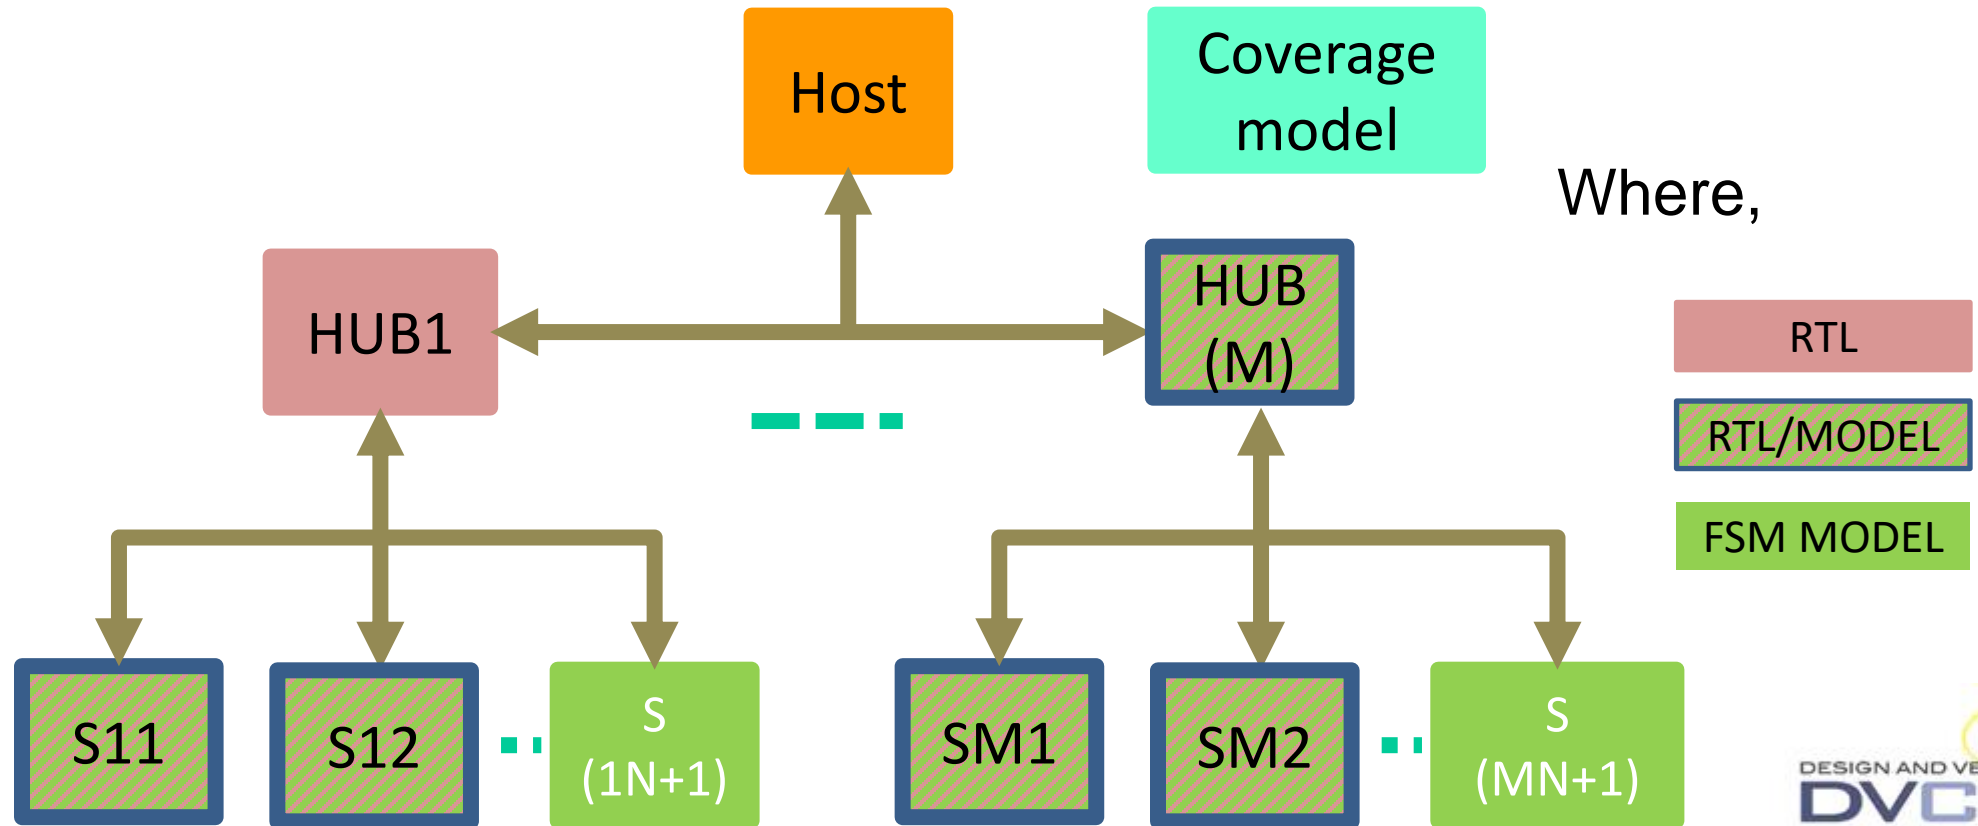 Host
Coverage
model
Where,
HUB1
HUB
(M)
RTL
RTL/MODEL
FSM MODEL
S11
S12
S
(1N+1)
SM1
SM2
S
(MN+1)
DESIGN AND VE
DVC